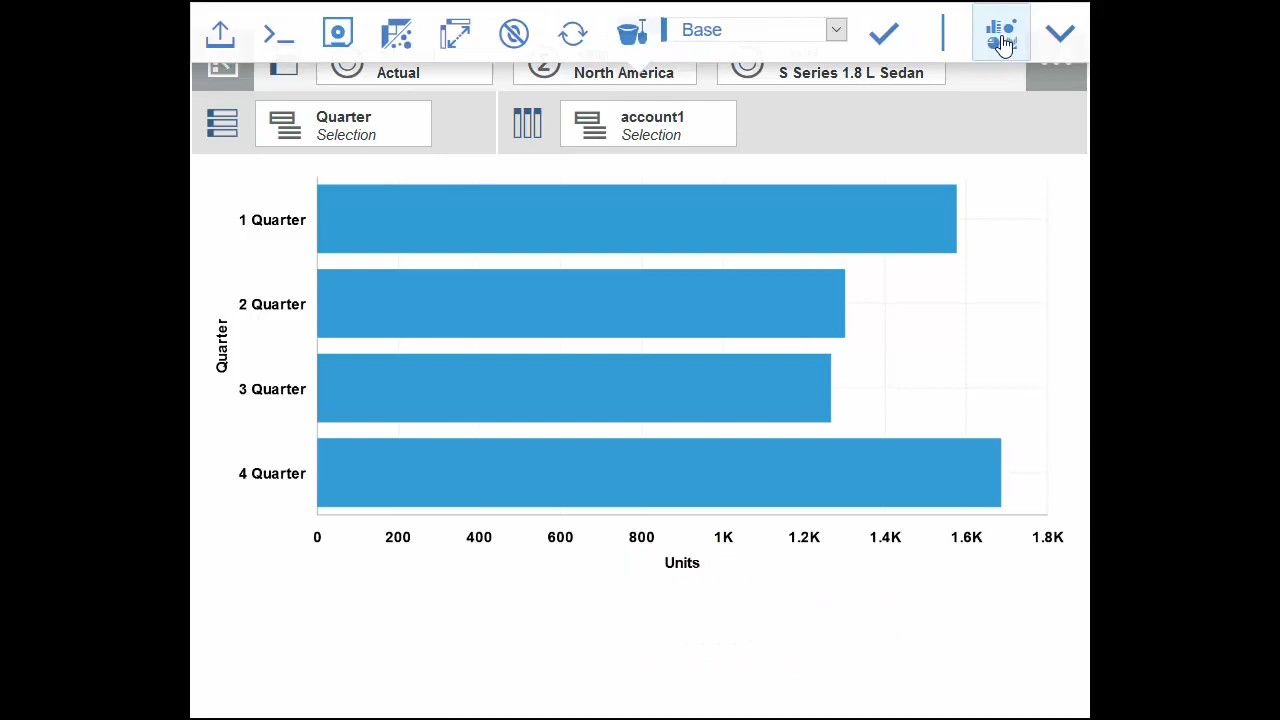 Base
Actual
2
North America
S Series 1.8 L Sedan
Quarter
Selection
account1
Selection
1 Quarter
2 Quarter
3 Quarter
4 Quarter
Quarter
0 200 400 600 800 1K 1.2K 1.4K 1.6K 1.8K
Units